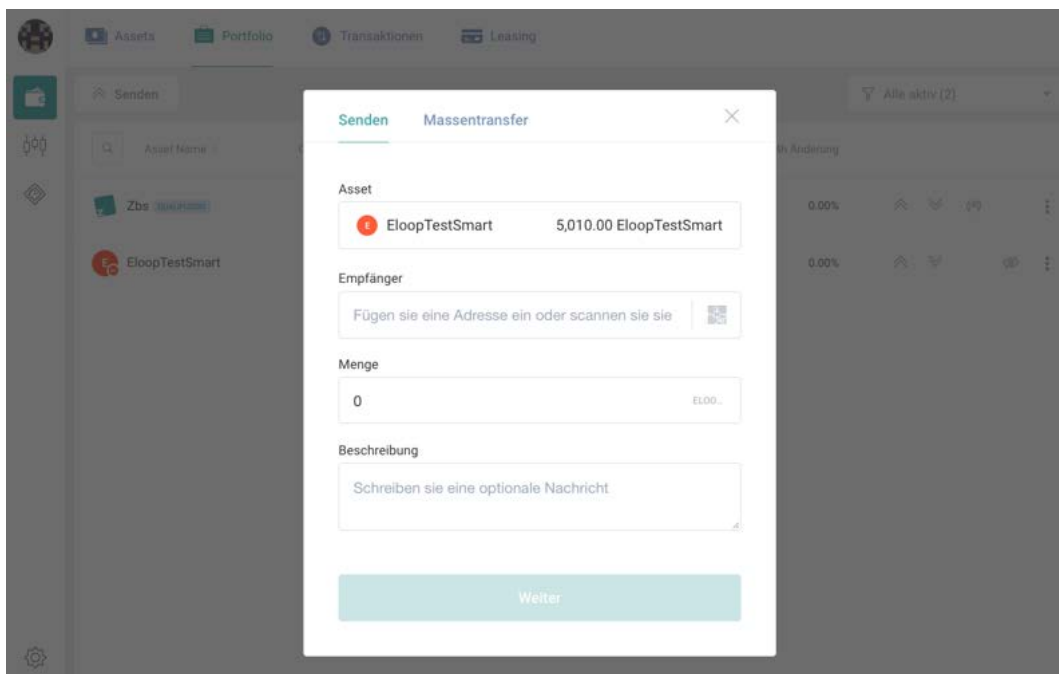 Assets Portfolio Transaktionen Leasing
Senden Alle aktiv (2)
Senden Massentransfer
Asset Name th Änderung
Asset
Zbs 0.00%
E EloopTestSmart 5,010.00 EloopTestSmart
EloopTestSmart 0.00%
Empfänger
Fügen sie eine Adresse ein oder scannen sie sie
Menge
0 ELOO..
Beschreibung
Schreiben sie eine optionale Nachricht
Weiter